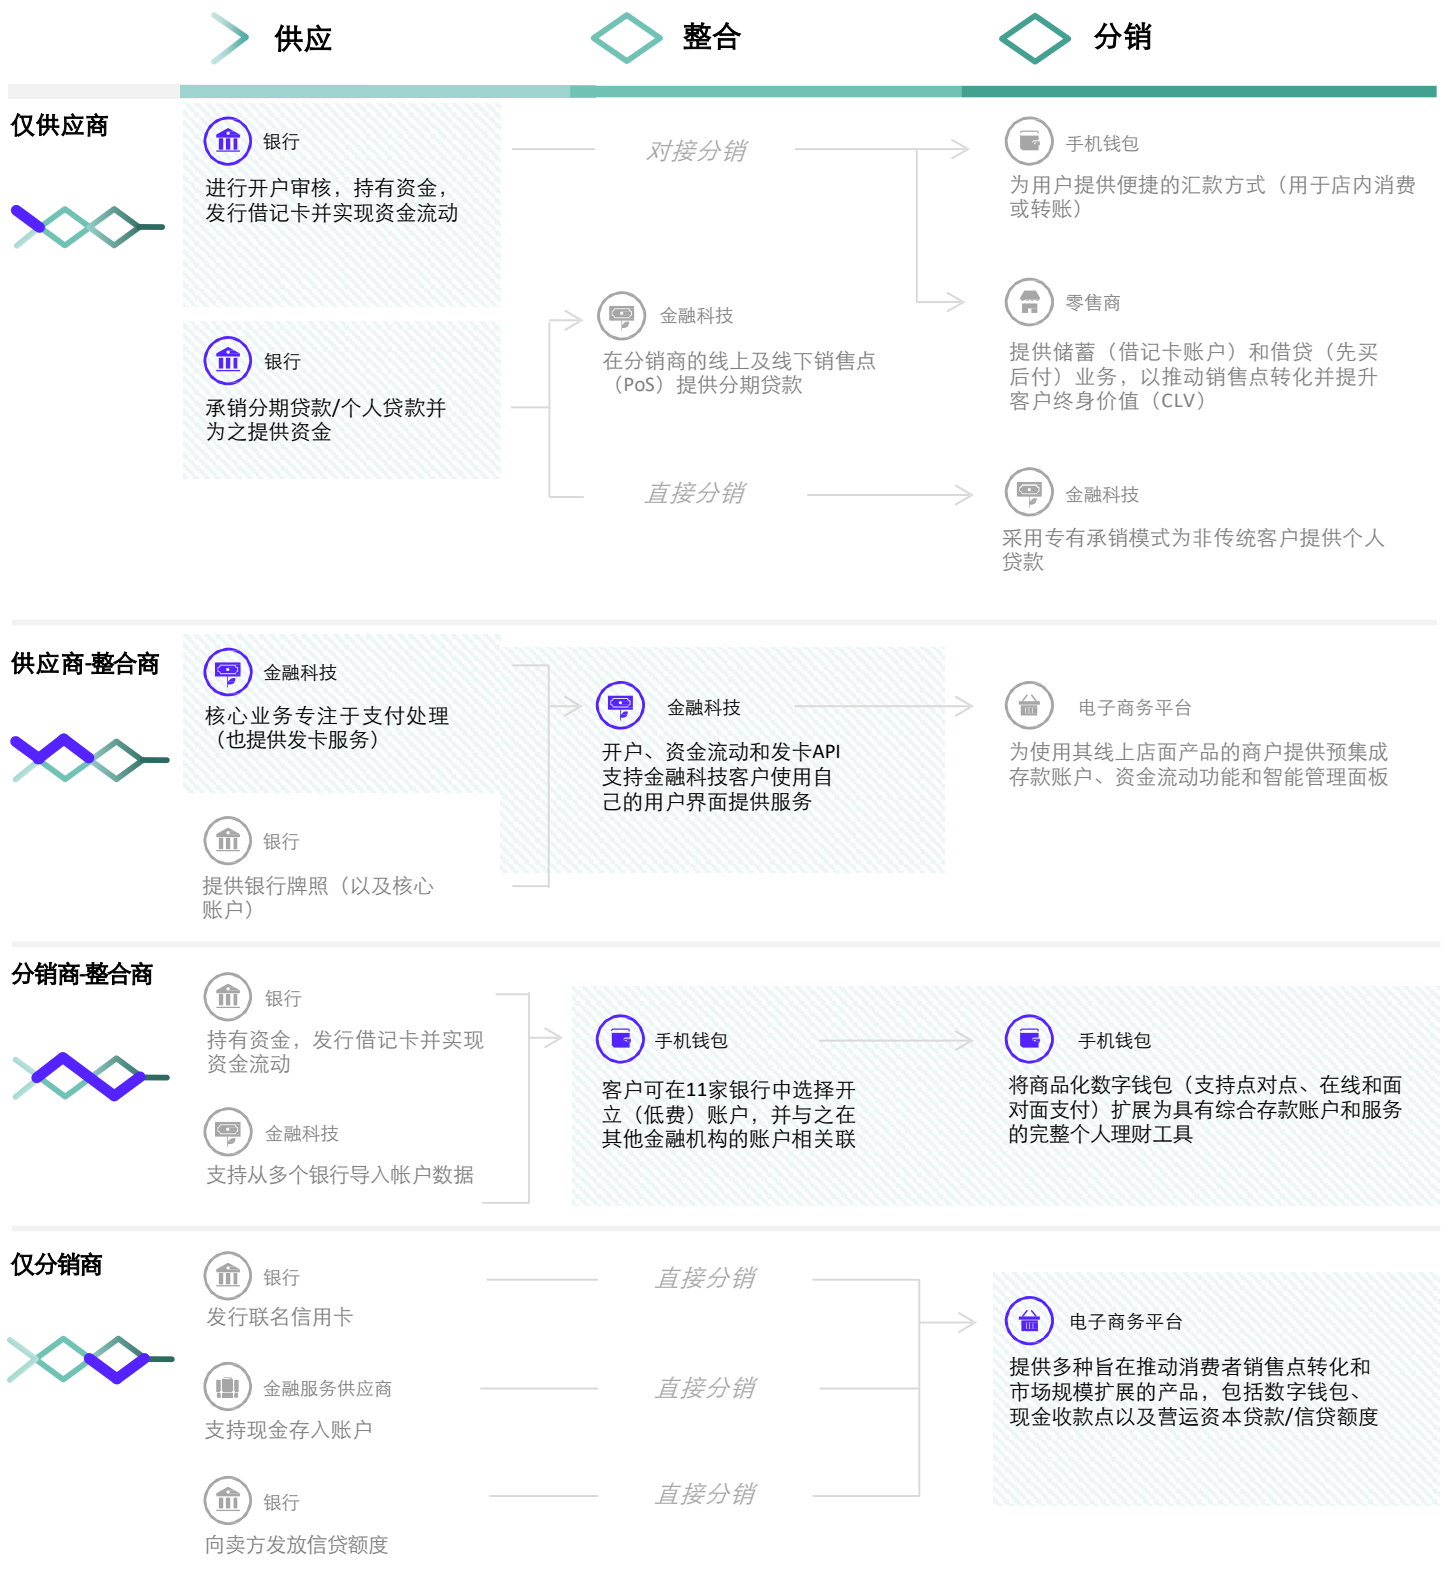 供应
整合
分销
仅供应商
银行
进行开户审核，持有资金，
发行借记卡并实现资金流动
对接分销
手机钱包
为用户提供便捷的汇款方式（用于店内消费
或转账）
零售商
提供储蓄（借记卡账户）和借贷（先买
后付）业务，以推动销售点转化并提升
客户终身价值（CLV）
银行
承销分期贷款/个人贷款并
为之提供资金
金融科技
在分销商的线上及线下销售点
（PoS）提供分期贷款
直接分销
金融科技
采用专有承销模式为非传统客户提供个人
贷款
供应商-整合商
金融科技
核心业务专注于支付处理
（也提供发卡服务）
银行
提供银行牌照（以及核心
账户）
金融科技
开户、资金流动和发卡API
支持金融科技客户使用自
己的用户界面提供服务
电子商务平台
为使用其线上店面产品的商户提供预集成
存款账户、资金流动功能和智能管理面板
分销商-整合商
银行
持有资金，发行借记卡并实现
资金流动
金融科技
支持从多个银行导入帐户数据
手机钱包
客户可在11家银行中选择开
立（低费）账户，并与之在
其他金融机构的账户相关联
手机钱包
将商品化数字钱包（支持点对点、在线和面
对面支付）扩展为具有综合存款账户和服务
的完整个人理财工具
仅分销商
银行
发行联名信用卡
直接分销
金融服务供应商
支持现金存入账户
直接分销
银行
向卖方发放信贷额度
直接分销
电子商务平台
提供多种旨在推动消费者销售点转化和
市场规模扩展的产品，包括数字钱包、
现金收款点以及营运资本贷款/信贷额度